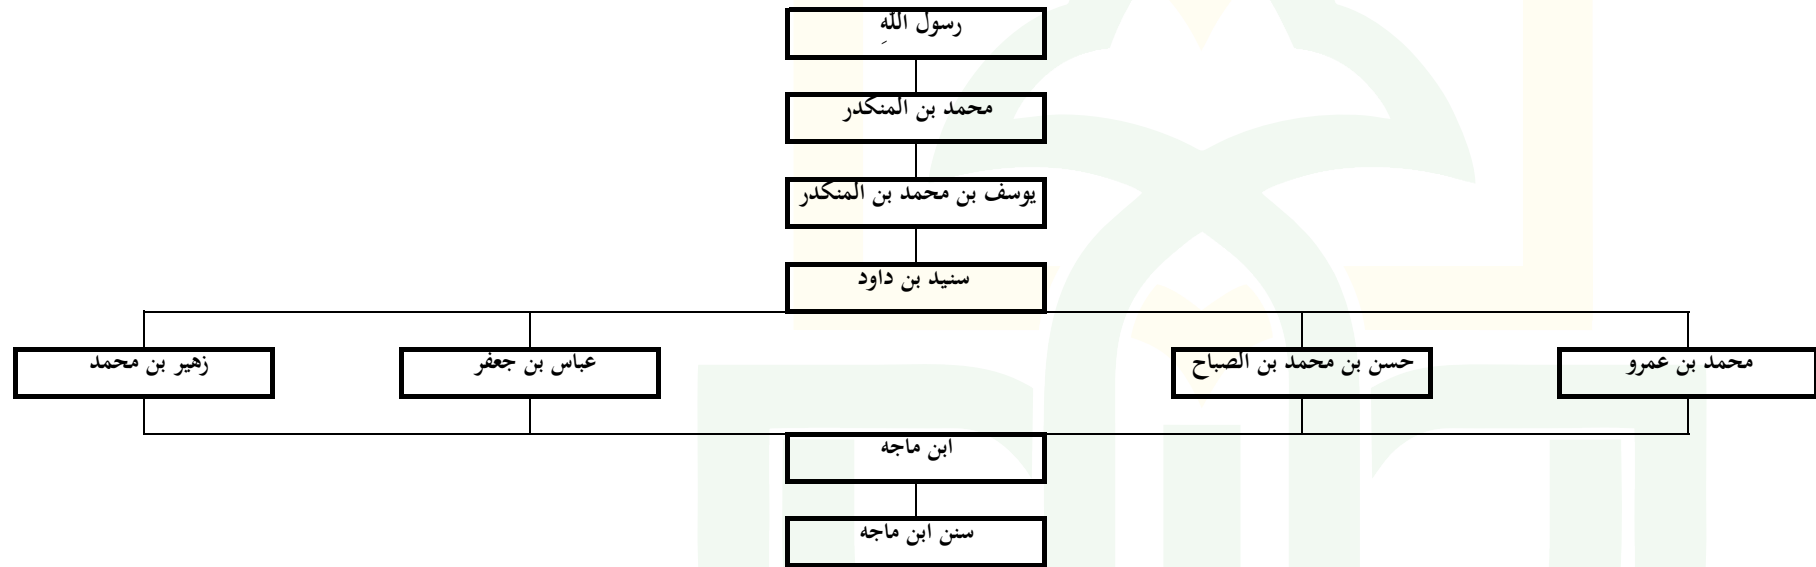 رسول اللهِ
محمد بن المنكدر
يوسف بن محمد بن المنكدر
سنيد بن داود
محمد بن عمرو
حسن بن محمد بن الصباح
عباس بن جعفر
زهير بن محمد
ابن ماجه
سنن ابن ماجه